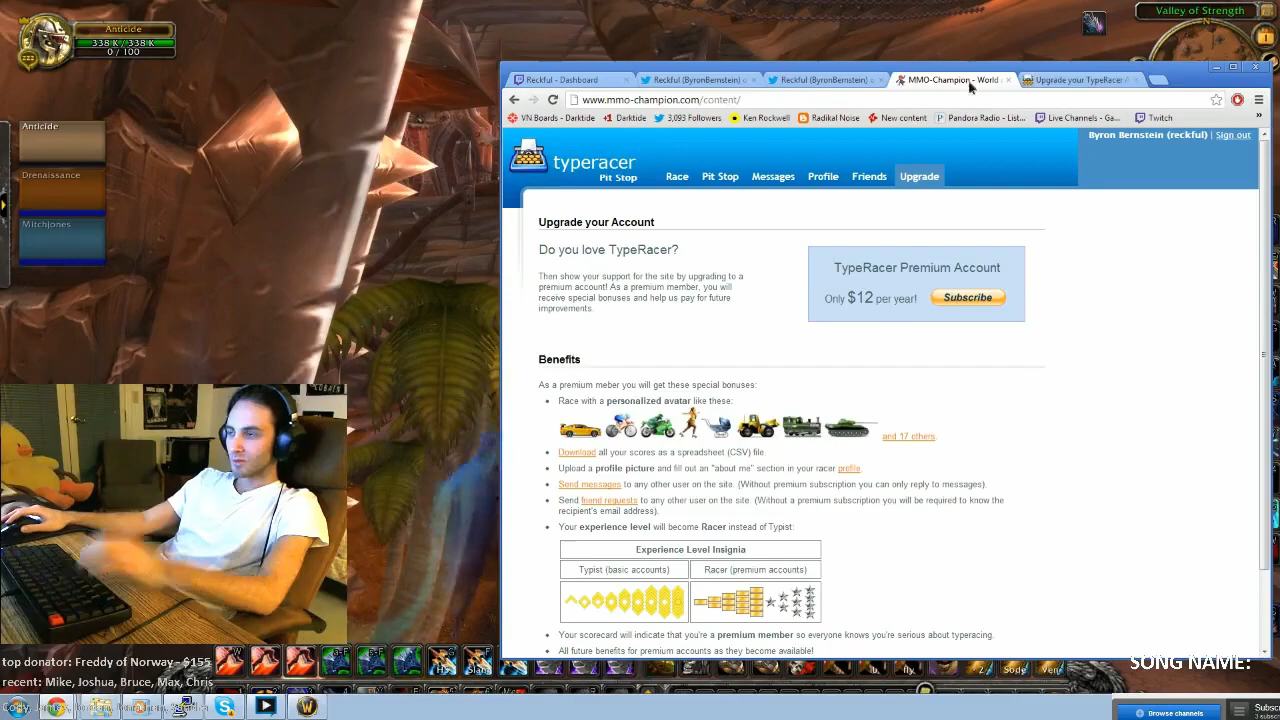 Anticide
338 K / 338 K
0 / 100
Valley of Strength
Anticide
Drenaissance
Mitchjones
Reckful - Dashboard
Reckful (ByronBernstein) o
Reckful (ByronBernstein) o
MMO-Champion - World
Upgrade your TypeRacer A
www.mmo-champion.com/content/
VN Boards - Darktide
+1 Darktide
3,093 Followers
Ken Rockwell
Radikal Noise
New content
Pandora Radio - List...
Live Channels - Ga...
Twitch
»
Byron Bernstein (reckful) | Sign out
typeracer
Pit Stop
Race Pit Stop Messages Profile Friends Upgrade
Upgrade your Account
Do you love TypeRacer?
Then show your support for the site by upgrading to a
premium account! As a premium member, you will
receive special bonuses and help us pay for future
improvements.
TypeRacer Premium Account
Only $12 per year! Subscribe
Benefits
As a premium meber you will get these special bonuses:
Race with a personalized avatar like these:
and 17 others.
Download all your scores as a spreadsheet (CSV) file.
Upload a profile picture and fill out an "about me" section in your racer profile.
Send messages to any other user on the site. (Without premium subscription you can only reply to messages).
Send friend requests to any other user on the site. (Without a premium subscription you will be required to know the
recipient's email address).
Your experience level will become Racer instead of Typist:
Experience Level Insignia
Typist (basic accounts) Racer (premium accounts)
Your scorecard will indicate that you're a premium member so everyone knows you're serious about typeracing.
All future benefits for premium accounts as they become available!
top donator: Freddy of Norway - $155
recent: Mike, Joshua, Bruce, Max, Chris
SONG NAME:
Browse channels
Subsc
3 subsc